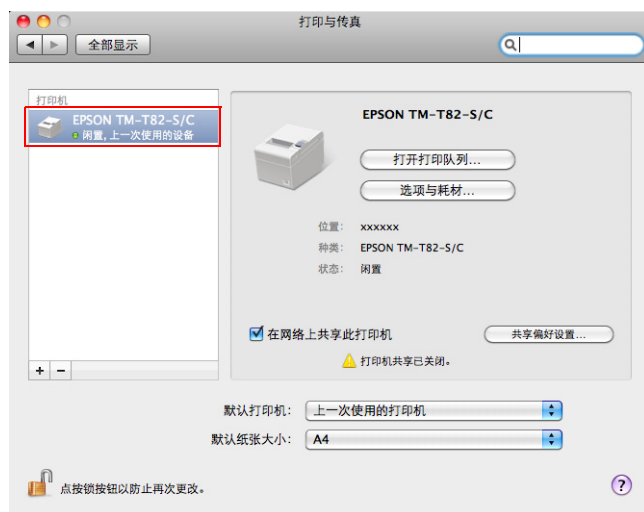 打印与传真
全部显示
打印机
EPSON TM-T82-S/C
闲置, 上一次使用的设备
EPSON TM-T82-S/C
打开打印队列...
选项与耗材...
位置: xxxxxx
种类: EPSON TM-T82-S/C
状态: 闲置
在网络上共享此打印机
共享偏好设置...
打印机共享已关闭。
+ −
默认打印机: 上一次使用的打印机
默认纸张大小: A4
点按锁按钮以防止再次更改。
?